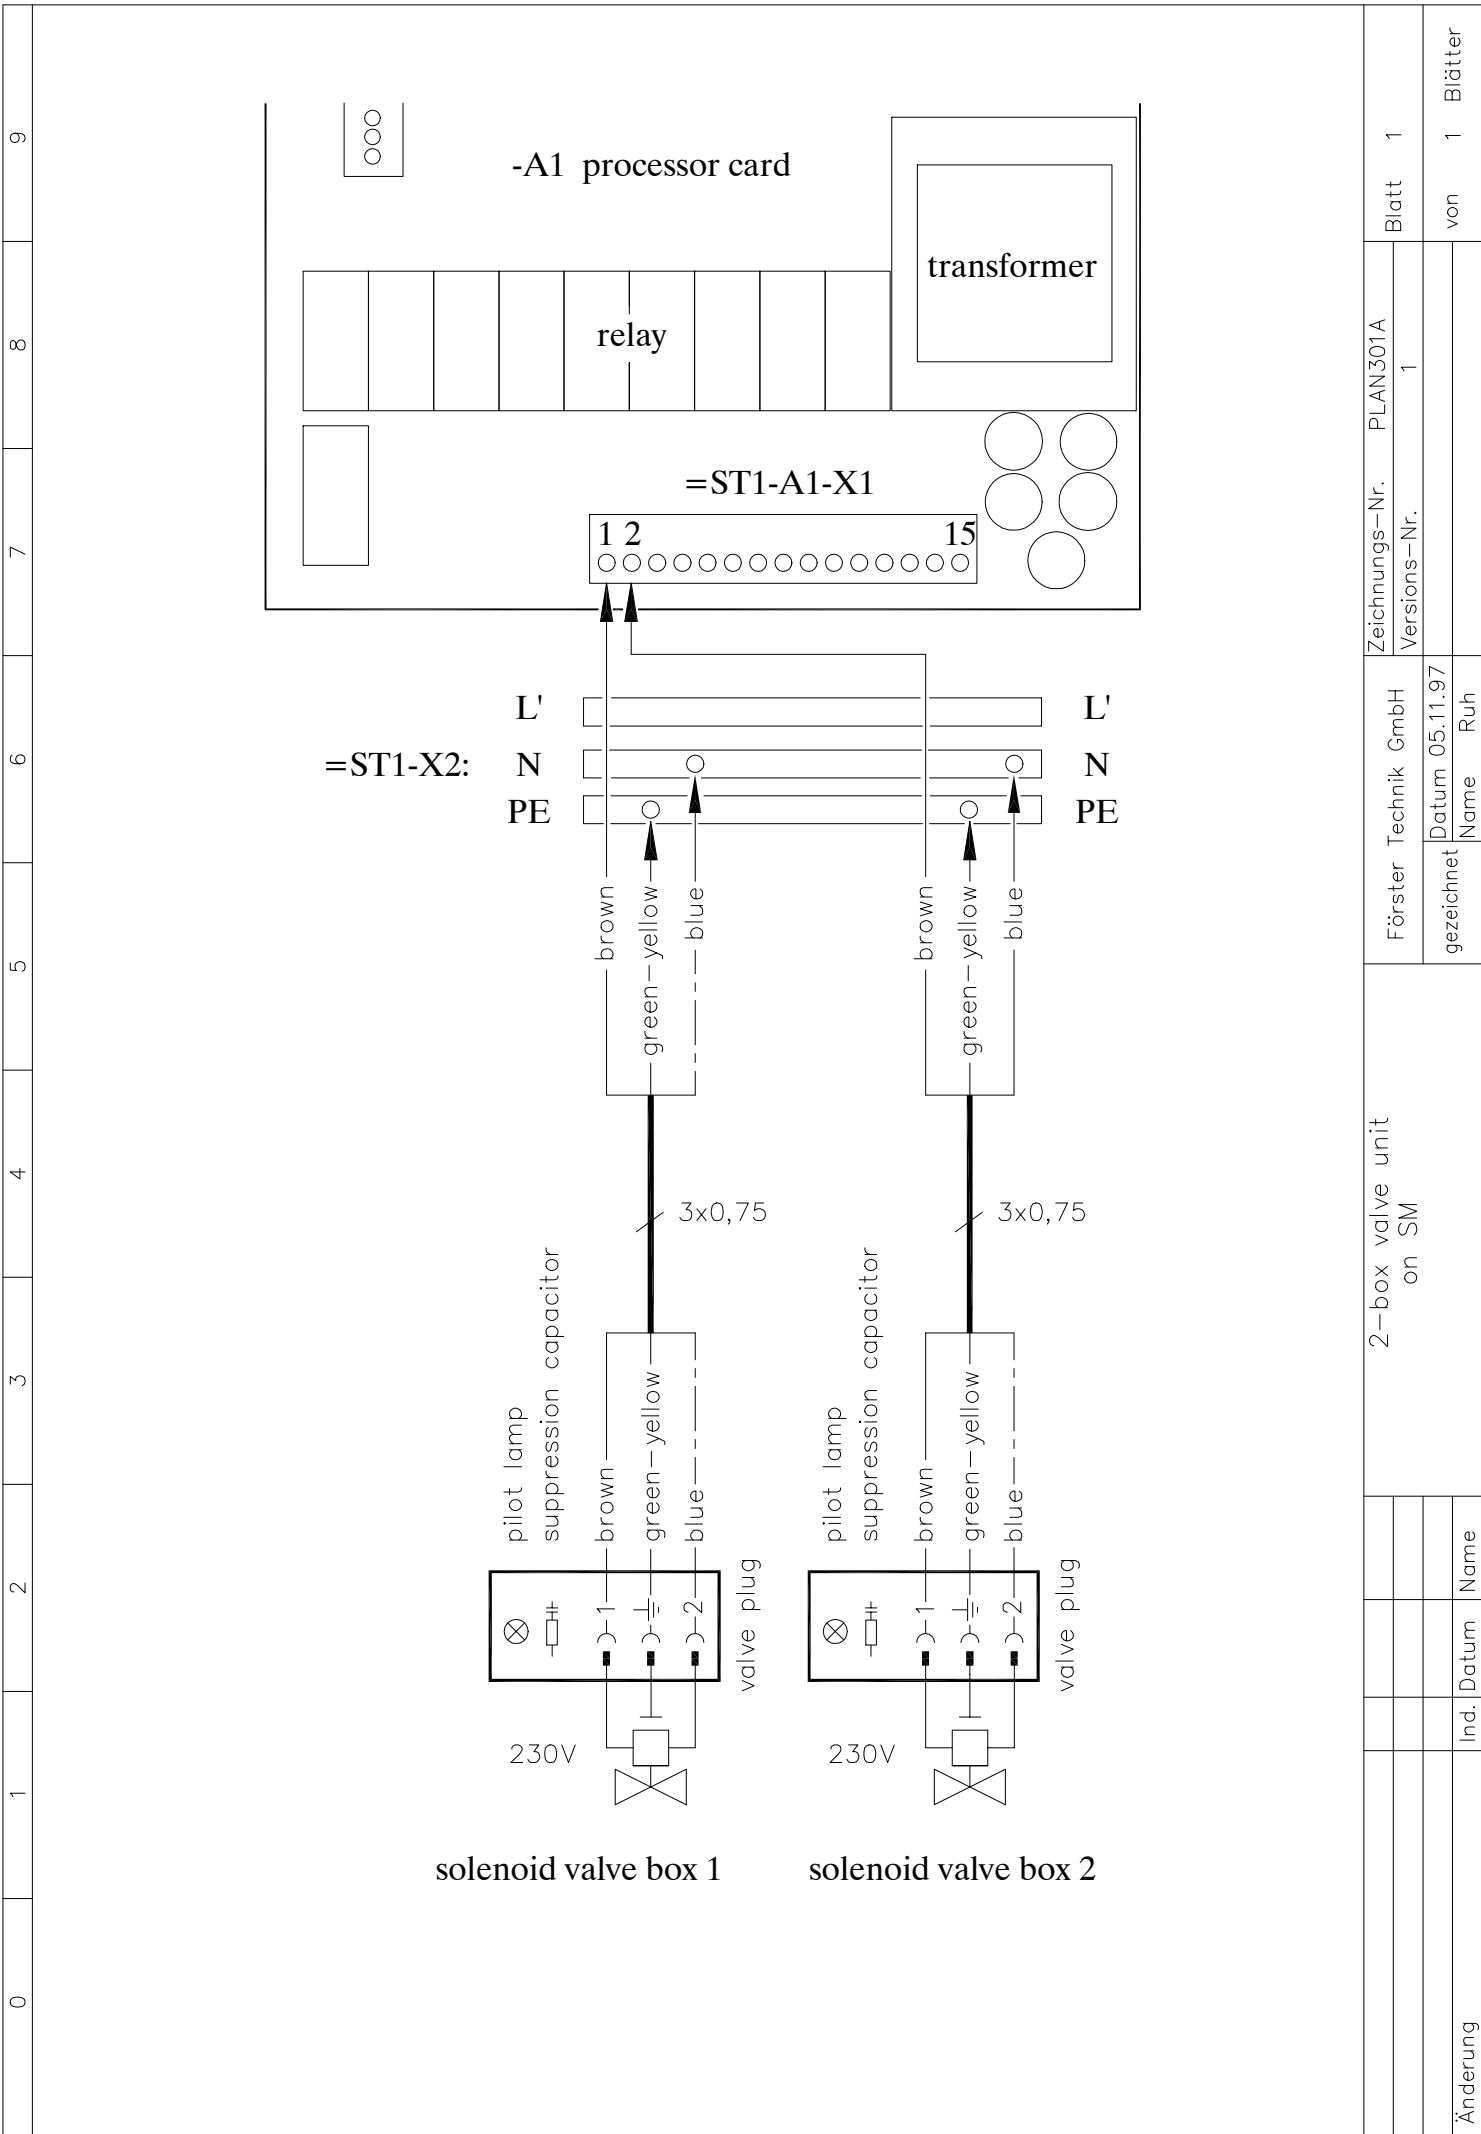 -A1 processor card
transformer
relay
=ST1-A1-X1
1 2 15
L' L'
=ST1-X2: N N
PE PE
brown
green-yellow
blue
brown
green-yellow
blue
3x0,75
3x0,75
pilot lamp
suppression capacitor
brown
green-yellow
blue
pilot lamp
suppression capacitor
brown
green-yellow
blue
1
2
valve plug
1
2
valve plug
230V
230V
solenoid valve box 1
solenoid valve box 2
0 1 2 3 4 5 6 7 8 9
Änderung
Ind. Datum Name
2-box valve unit
on SM
Förster Technik GmbH
gezeichnet
Datum 05.11.97
Name Ruh
Zeichnungs-Nr. PLAN301A
Versions-Nr. 1
Blatt 1
von 1 Blätter